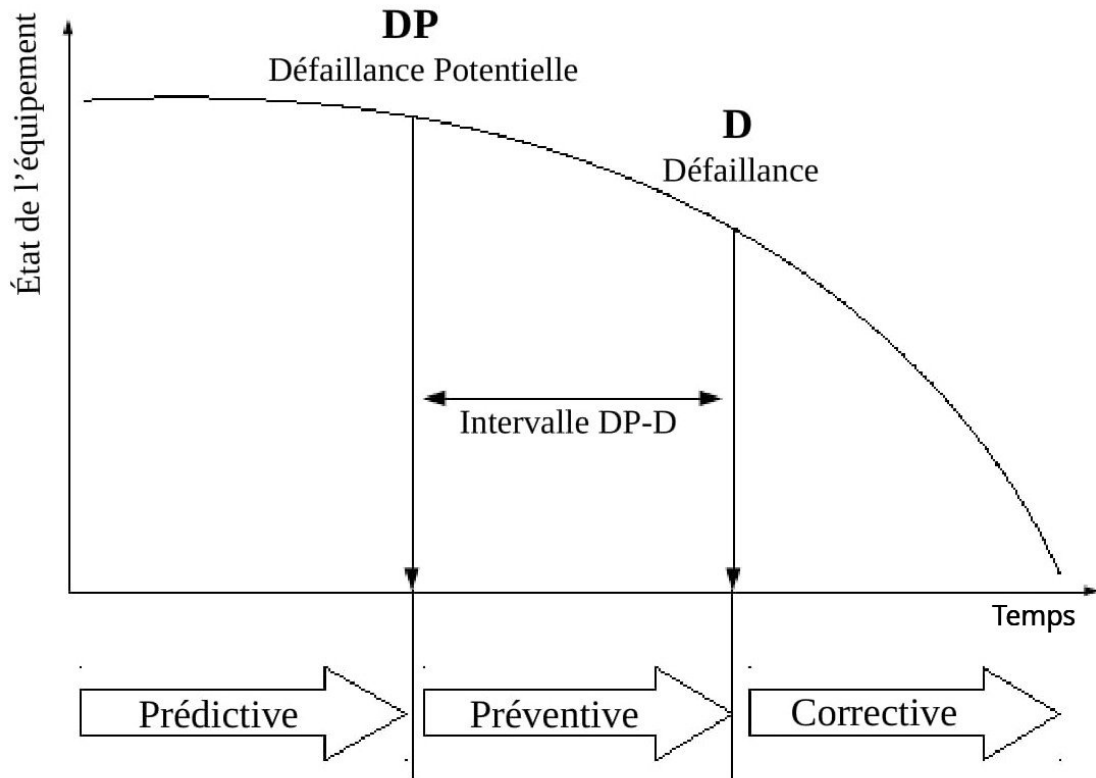 DP
Défaillance Potentielle
D
Défaillance
État de l'équipement
Intervalle DP-D
Temps
Prédictive
Préventive
Corrective